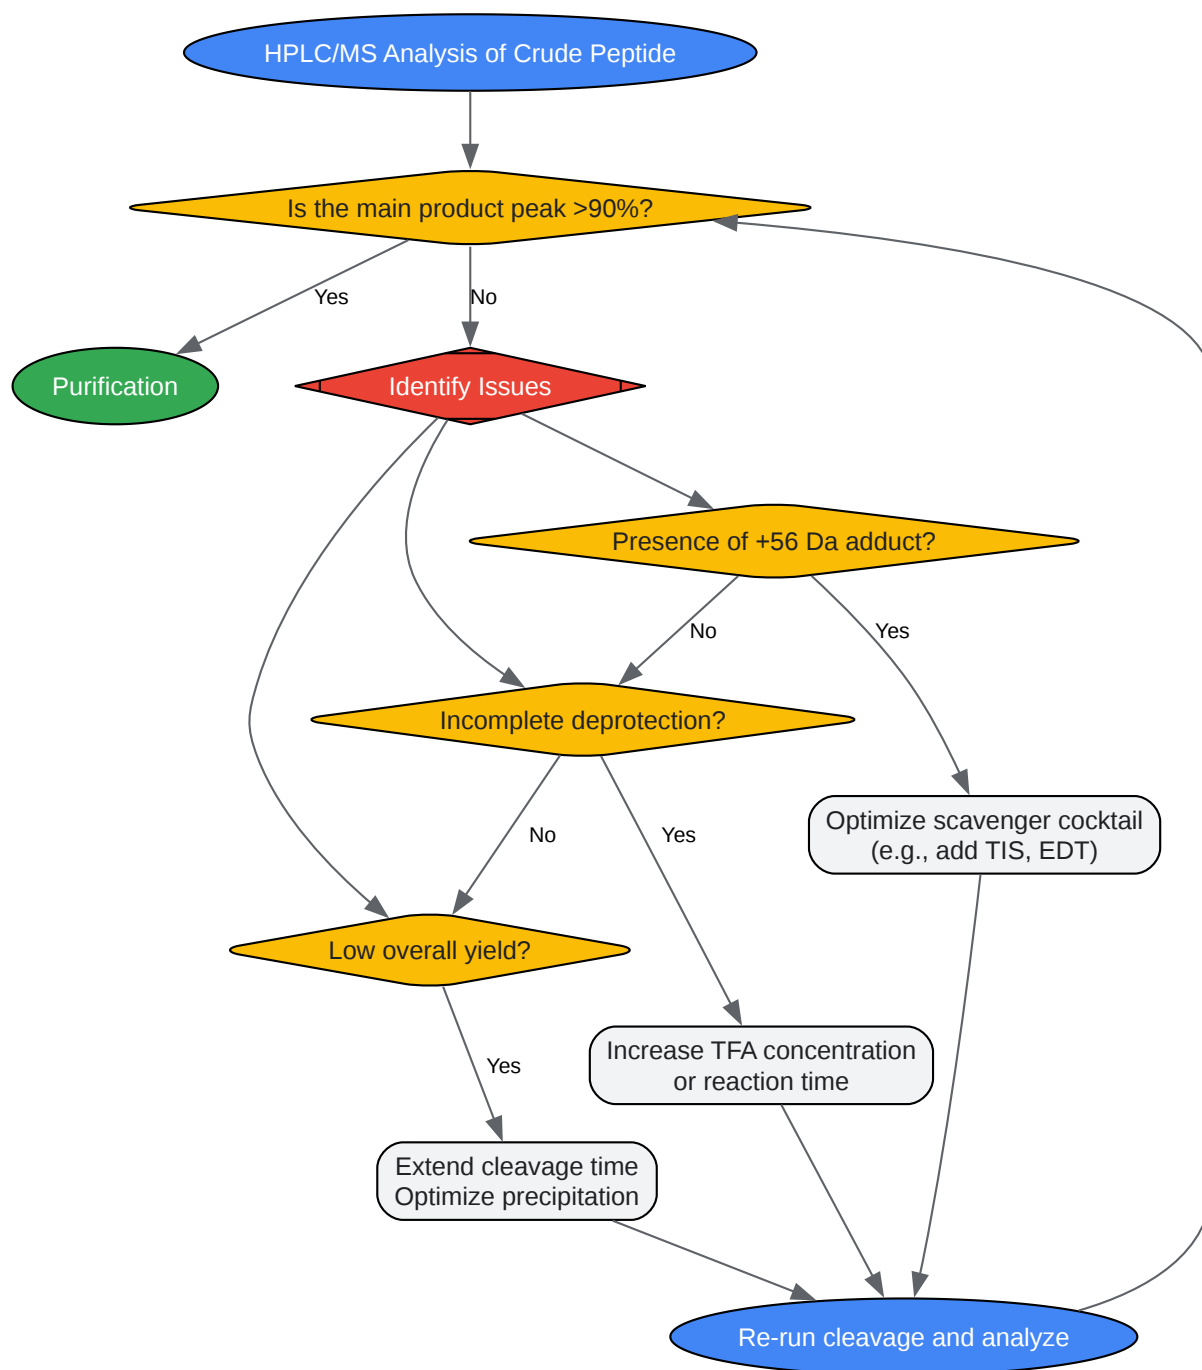 HPLC/MS Analysis of Crude Peptide
Is the main product peak >90%?
Yes
No
Purification
Identify Issues
Presence of +56 Da adduct?
No
Yes
Incomplete deprotection?
Optimize scavenger cocktail
(e.g., add TIS, EDT)
No
Yes
Low overall yield?
Increase TFA concentration
or reaction time
Yes
Extend cleavage time
Optimize precipitation
Re-run cleavage and analyze